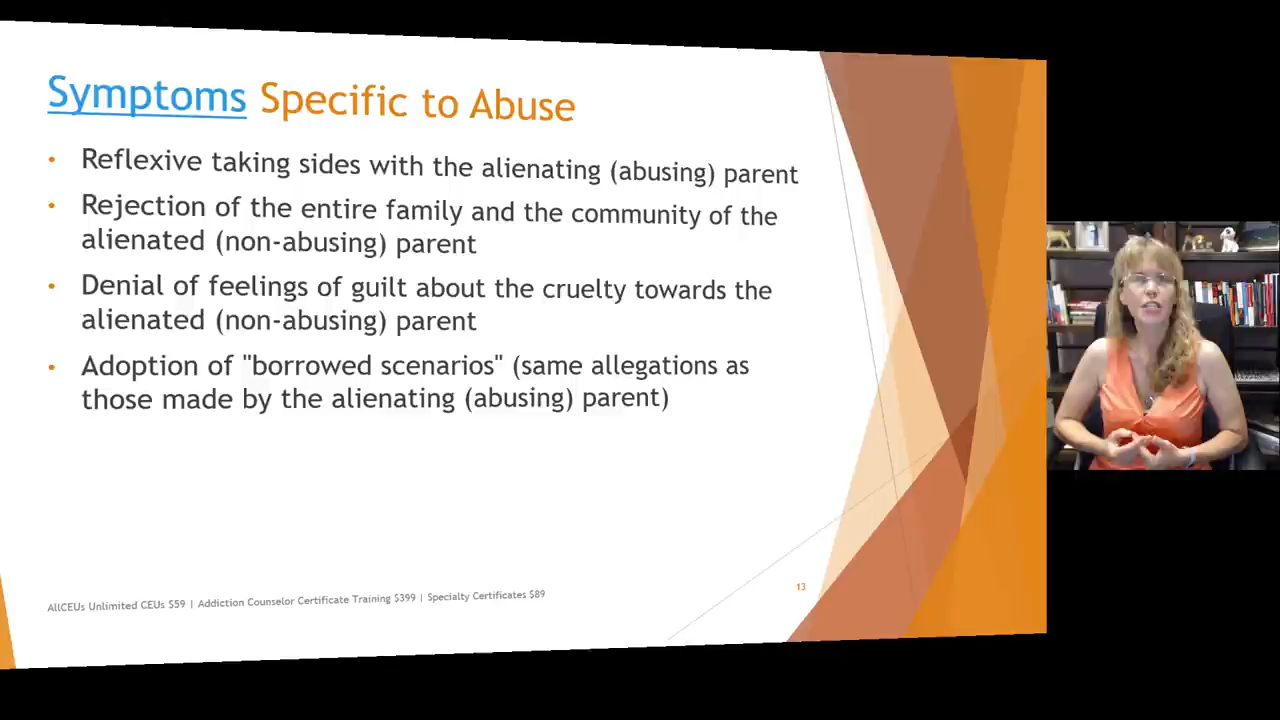 Symptoms Specific to Abuse
• Reflexive taking sides with the alienating (abusing) parent
• Rejection of the entire family and the community of the
alienated (non-abusing) parent
• Denial of feelings of guilt about the cruelty towards the
alienated (non-abusing) parent
• Adoption of "borrowed scenarios" (same allegations as
those made by the alienating (abusing) parent)
13
AllCEUs Unlimited CEUs $59 | Addiction Counselor Certificate Training $399 | Specialty Certificates $89